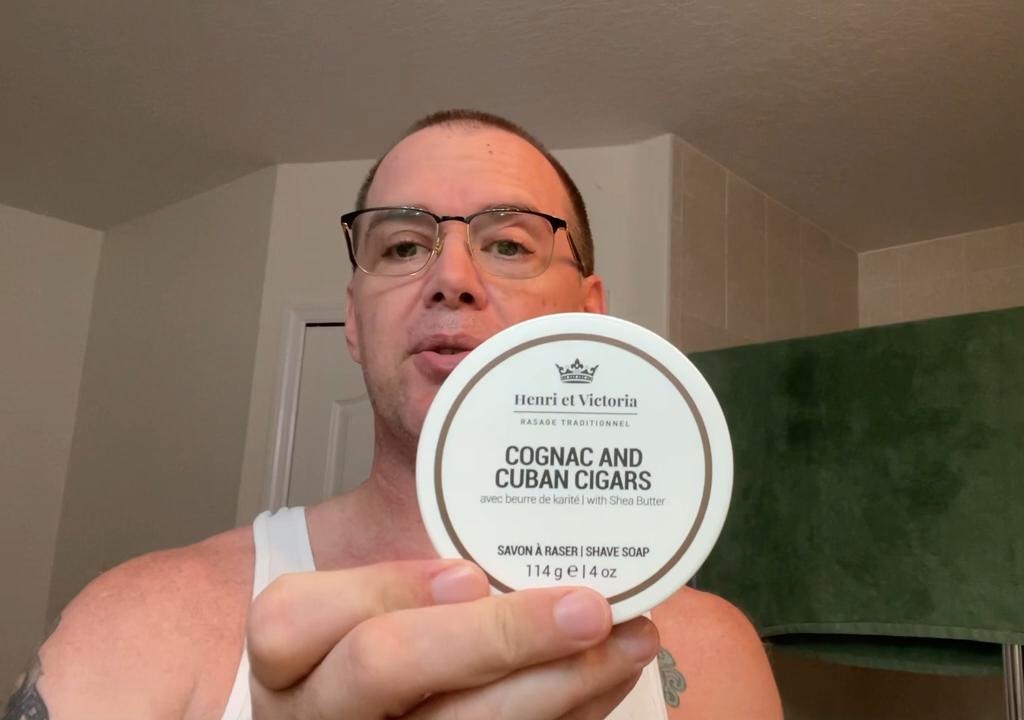 Henri et Victoria
RASAGE TRADITIONNEL
COGNAC AND
CUBAN CIGARS
avec beurre de karité | with Shea Butter
SAVON À RASER | SHAVE SOAP
114 g ℮ | 4 oz